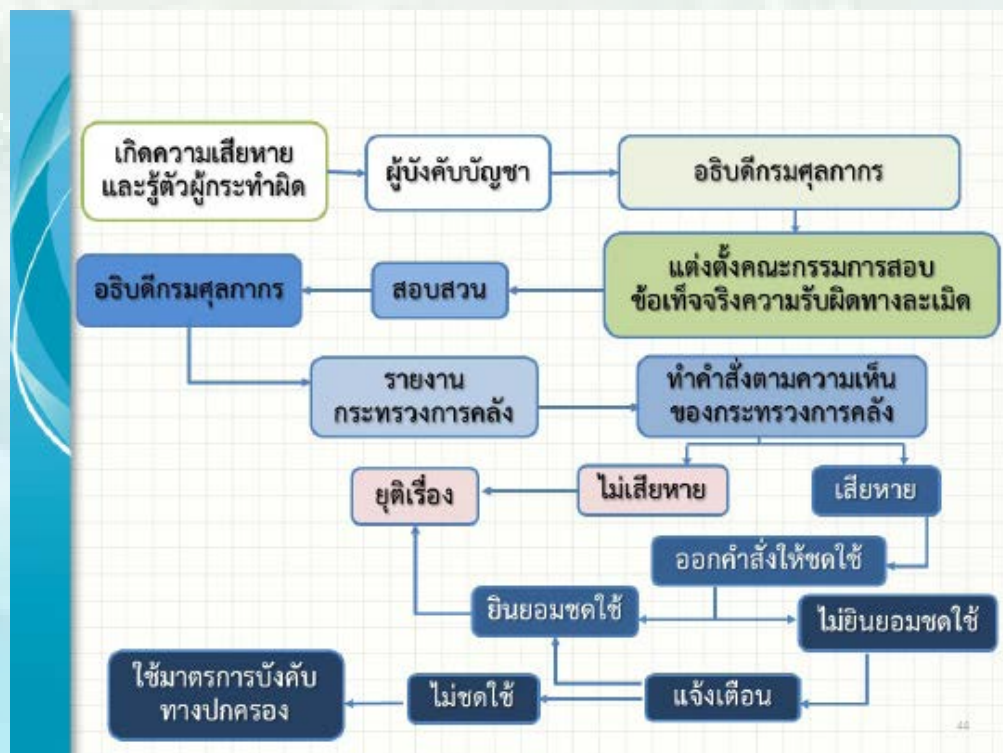 เกิดความเสียหาย
และรู้ตัวผู้กระทำผิด
ผู้บังคับบัญชา
อธิบดีกรมศุลกากร
แต่งตั้งคณะกรรมการสอบ
ข้อเท็จจริงความรับผิดทางละเมิด
สอบสวน
อธิบดีกรมศุลกากร
รายงาน
กระทรวงการคลัง
ทำคำสั่งตามความเห็น
ของกระทรวงการคลัง
ไม่เสียหาย
ยุติเรื่อง
เสียหาย
ออกคำสั่งให้ชดใช้
ยินยอมชดใช้
ไม่ยินยอมชดใช้
แจ้งเตือน
ไม่ชดใช้
ใช้มาตรการบังคับ
ทางปกครอง
44